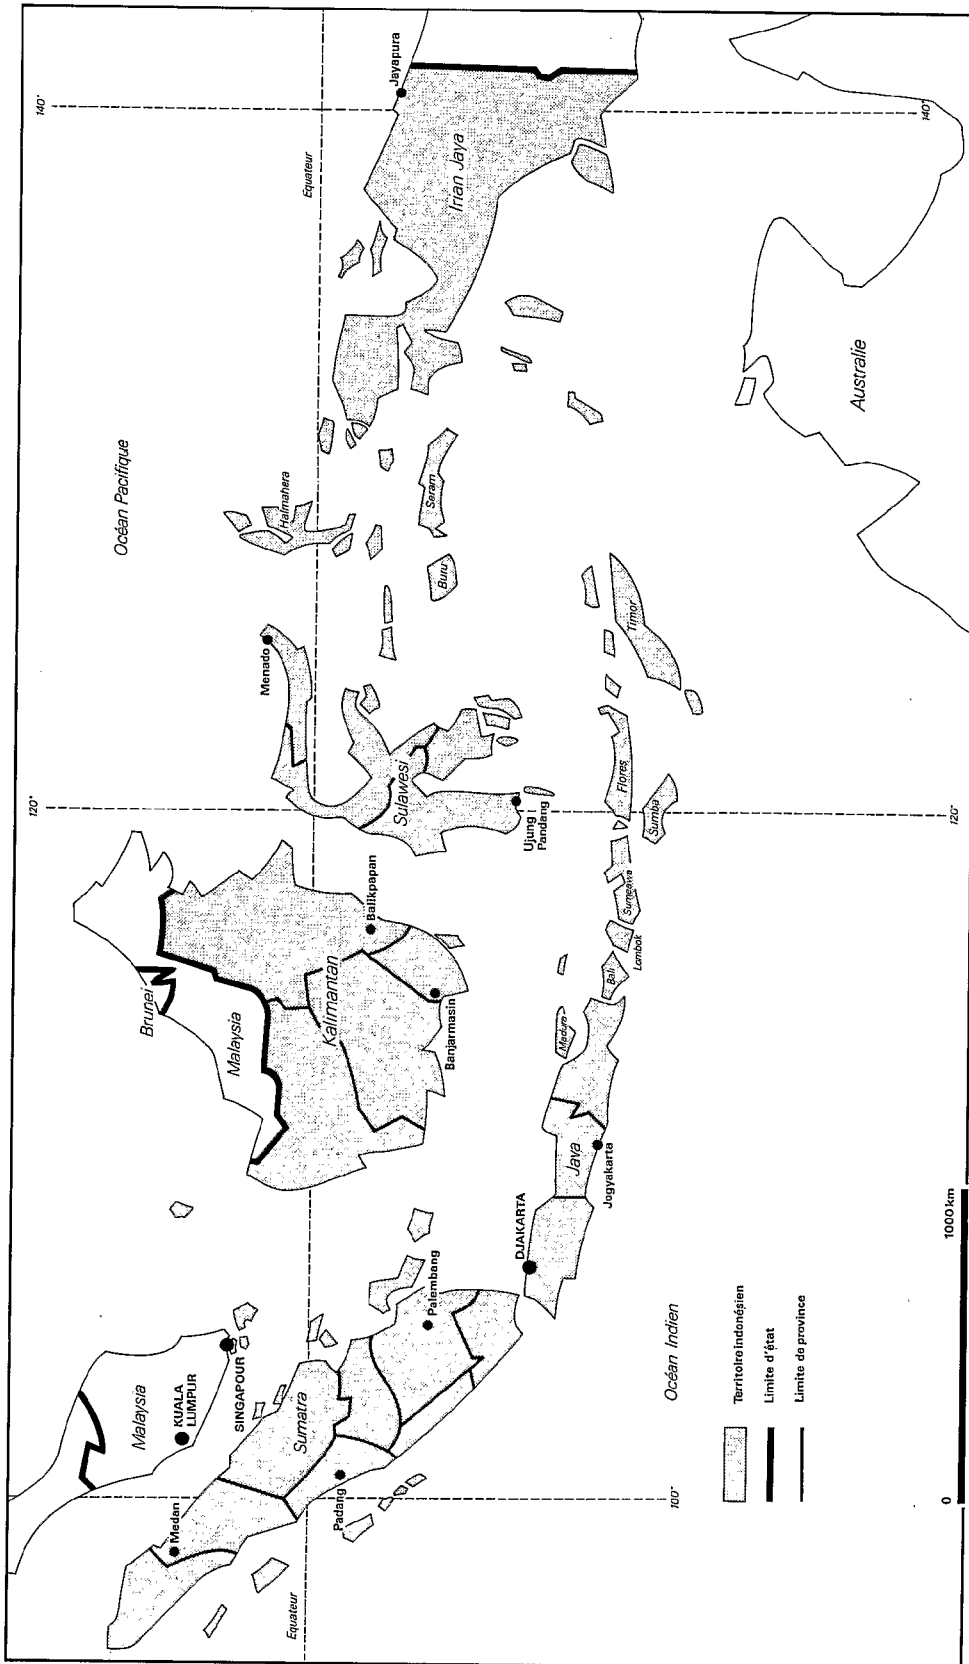 140°
Jayapura
Equateur
Irian Jaya
140°
Océan Pacifique
Halmahera
Seram
Buru
Australie
Menado
Timor
120°
Sulawesi
Ujung
Pandang
Flores
Sumba
120°
Brunei
Malaysia
Kalimantan
Balikpapan
Banjarmasin
Sumbawa
Lombok
Bali
Madura
Java
Jogyakarta
DJAKARTA
Malaysia
KUALA
LUMPUR
SINGAPOUR
Sumatra
Palembang
Padang
Medan
Equateur
100°
Océan Indien
Territoire indonésien
Limite d'état
Limite de province
0
1000 km